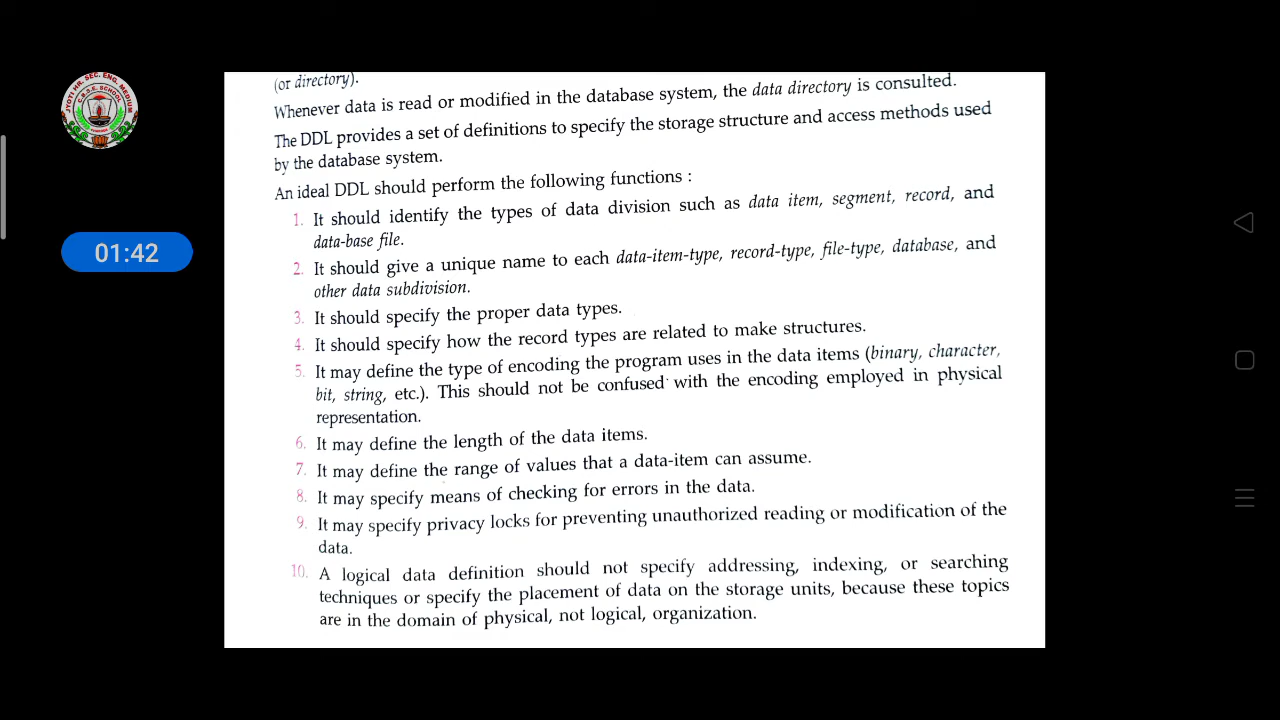 (or directory).
Whenever data is read or modified in the database system, the data directory is consulted.
The DDL provides a set of definitions to specify the storage structure and access methods used
by the database system.
An ideal DDL should perform the following functions :
1. It should identify the types of data division such as data item, segment, record, and
data-base file.
2. It should give a unique name to each data-item-type, record-type, file-type, database, and
other data subdivision.
3. It should specify the proper data types.
4. It should specify how the record types are related to make structures.
5. It may define the type of encoding the program uses in the data items (binary, character,
bit, string, etc.). This should not be confused with the encoding employed in physical
representation.
6. It may define the length of the data items.
7. It may define the range of values that a data-item can assume.
8. It may specify means of checking for errors in the data.
9. It may specify privacy locks for preventing unauthorized reading or modification of the
data.
10. A logical data definition should not specify addressing, indexing, or searching
techniques or specify the placement of data on the storage units, because these topics
are in the domain of physical, not logical, organization.
JYOTI HR. SEC. ENG. MEDIUM
C.B.S.E. SCHOOL
01:42